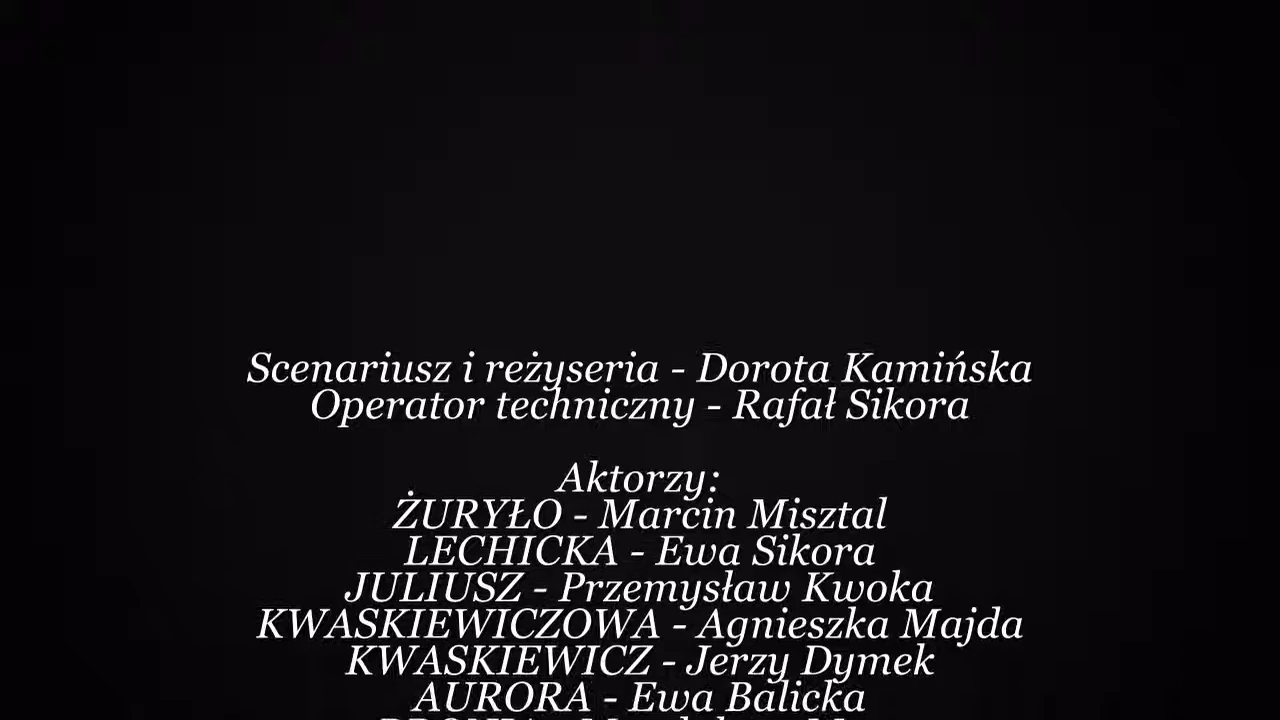 Scenariusz i reżyseria - Dorota Kamińska
Operator techniczny - Rafał Sikora
Aktorzy:
ŻURYŁO - Marcin Misztal
LECHICKA - Ewa Sikora
JULIUSZ - Przemysław Kwoka
KWASKIEWICZOWA - Agnieszka Majda
KWASKIEWICZ - Jerzy Dymek
AURORA - Ewa Balicka